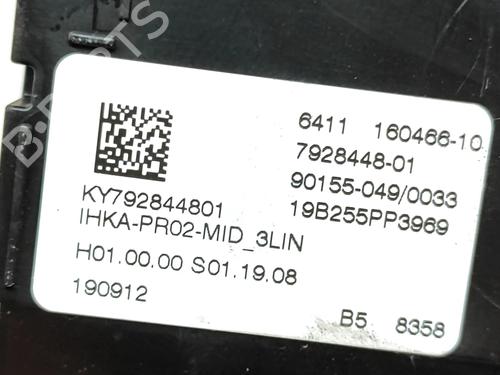 6411 160466-10
7928448-01
90155-049/0033
19B255PP3969
KY792844801
IHKA-PR02-MID_3LIN
H01.00.00 S01.19.08
190912
B5 8358
B-PARTS